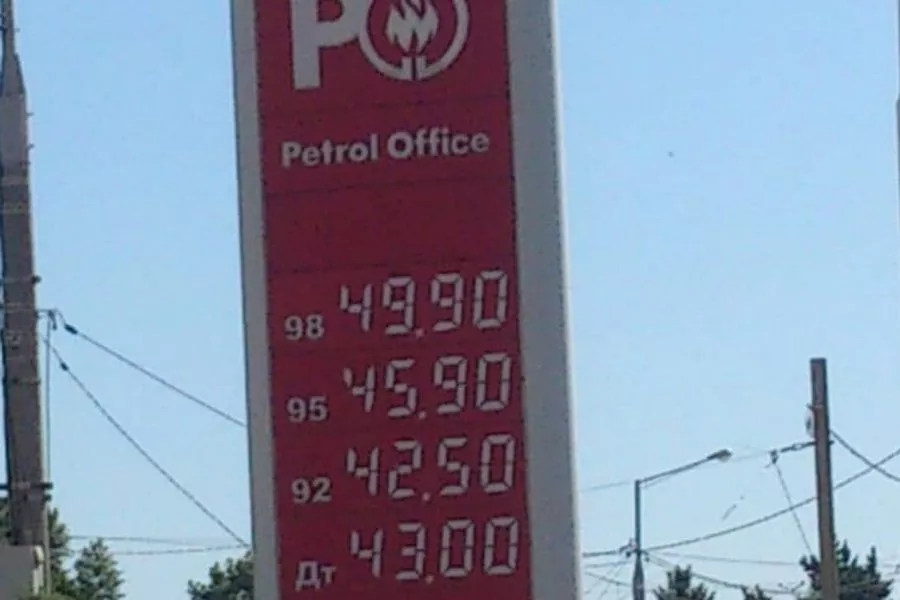 PO
Petrol Office
98 49.90
95 45.90
92 42.50
Дт 43.00